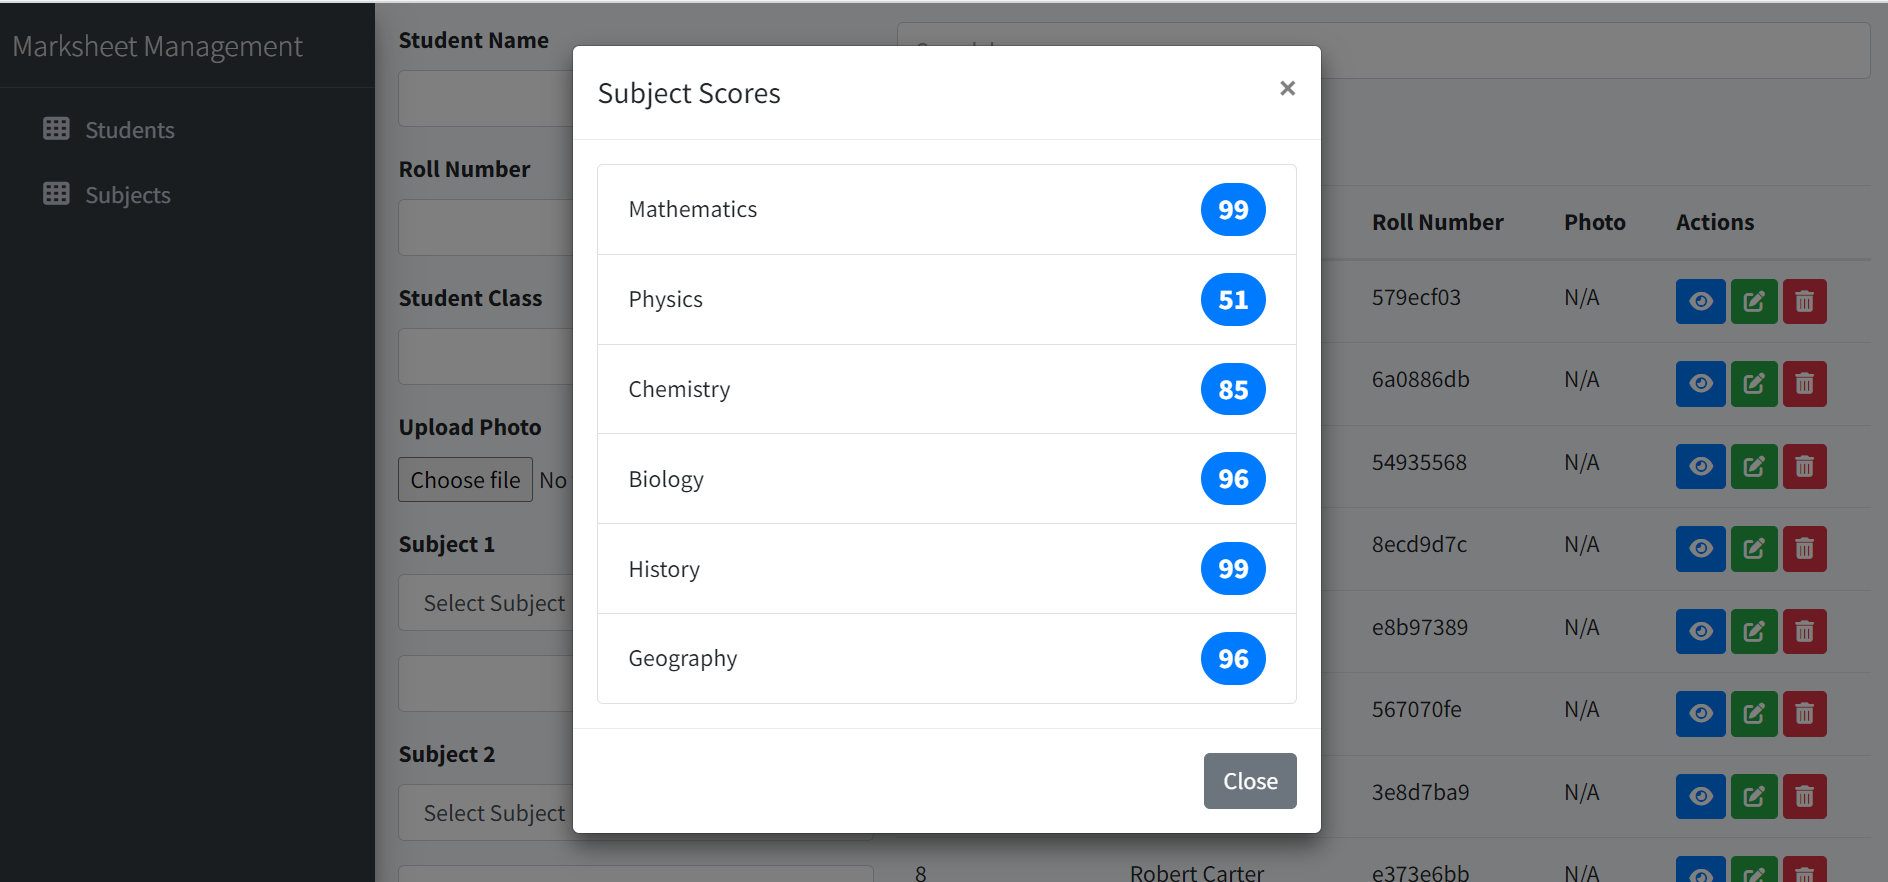 Marksheet Management
Students
Subjects
Student Name
Roll Number
Student Class
Upload Photo
Choose file No
Subject 1
Select Subject
Subject 2
Select Subject
Subject Scores
×
Mathematics 99
Physics 51
Chemistry 85
Biology 96
History 99
Geography 96
Close
Roll Number Photo Actions
579ecf03 N/A
6a0886db N/A
54935568 N/A
8ecd9d7c N/A
e8b97389 N/A
567070fe N/A
3e8d7ba9 N/A
8 Robert Carter e373e6bb N/A